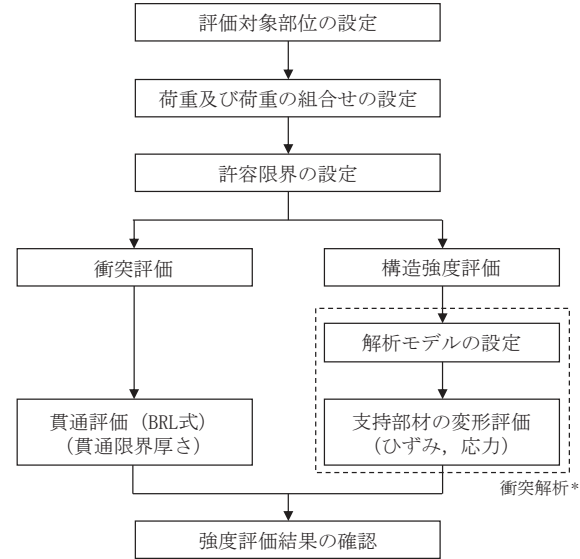 評価対象部位の設定
荷重及び荷重の組合せの設定
許容限界の設定
衝突評価
構造強度評価
解析モデルの設定
貫通評価（BRL式）
（貫通限界厚さ）
支持部材の変形評価
（ひずみ，応力）
衝突解析*
強度評価結果の確認